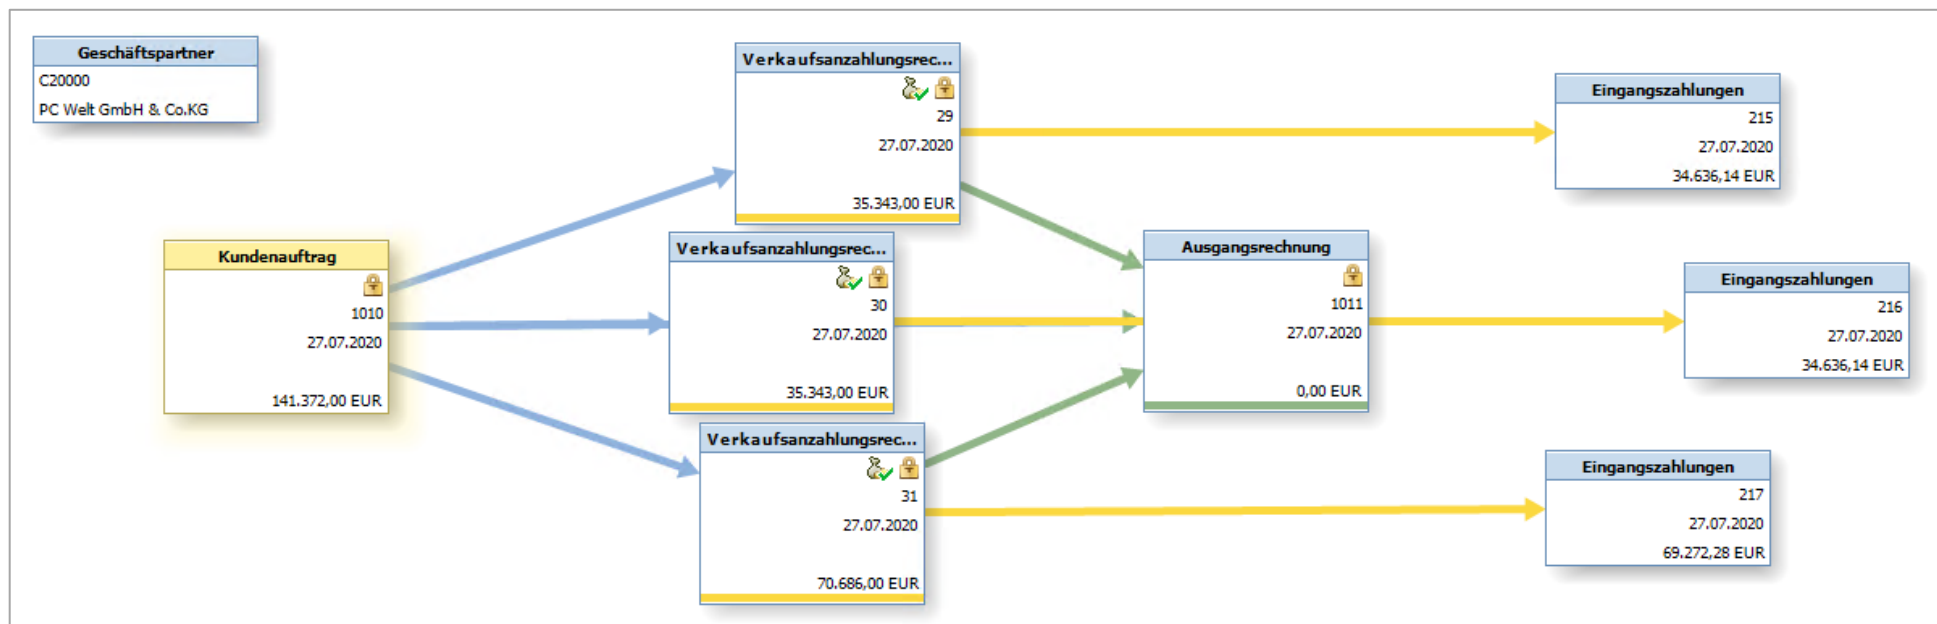 Geschäftspartner
C20000
PC Welt GmbH & Co.KG
Kundenauftrag
1010
27.07.2020
141.372,00 EUR
Verkaufsanzahlungsrec...
29
27.07.2020
35.343,00 EUR
Verkaufsanzahlungsrec...
30
27.07.2020
35.343,00 EUR
Verkaufsanzahlungsrec...
31
27.07.2020
70.686,00 EUR
Ausgangsrechnung
1011
27.07.2020
0,00 EUR
Eingangszahlungen
215
27.07.2020
34.636,14 EUR
Eingangszahlungen
216
27.07.2020
34.636,14 EUR
Eingangszahlungen
217
27.07.2020
69.272,28 EUR